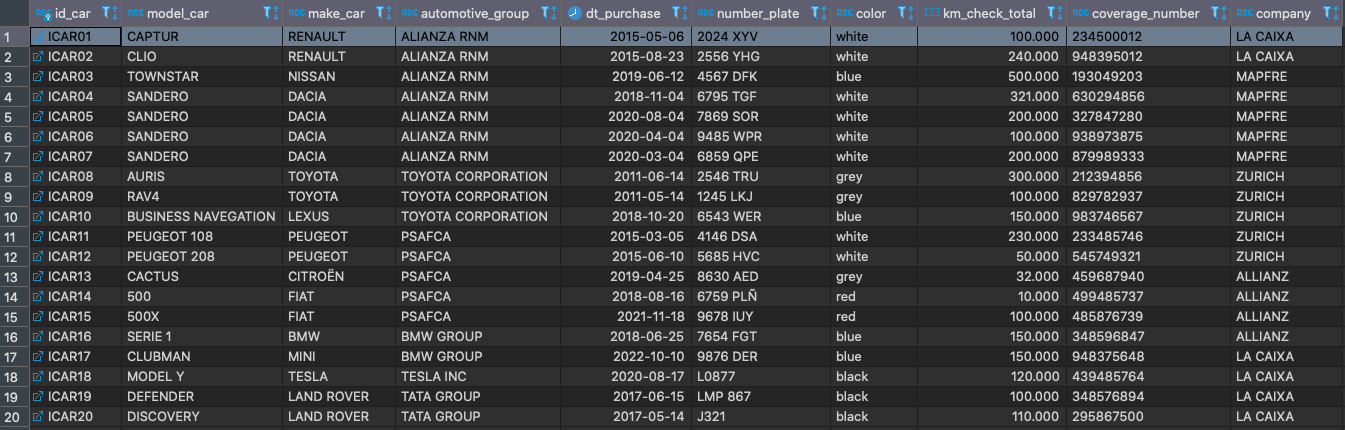 ABC id_car ABC model_car ABC make_car ABC automotive_group dt_purchase ABC number_plate ABC color 123 km_check_total ABC coverage_number ABC company
1 ICAR01 CAPTUR RENAULT ALIANZA RNM 2015-05-06 2024 XYV white 100.000 234500012 LA CAIXA
2 ICAR02 CLIO RENAULT ALIANZA RNM 2015-08-23 2556 YHG white 240.000 948395012 LA CAIXA
3 ICAR03 TOWNSTAR NISSAN ALIANZA RNM 2019-06-12 4567 DFK blue 500.000 193049203 MAPFRE
4 ICAR04 SANDERO DACIA ALIANZA RNM 2018-11-04 6795 TGF white 321.000 630294856 MAPFRE
5 ICAR05 SANDERO DACIA ALIANZA RNM 2020-08-04 7869 SOR white 200.000 327847280 MAPFRE
6 ICAR06 SANDERO DACIA ALIANZA RNM 2020-04-04 9485 WPR white 100.000 938973875 MAPFRE
7 ICAR07 SANDERO DACIA ALIANZA RNM 2020-03-04 6859 QPE white 200.000 879989333 MAPFRE
8 ICAR08 AURIS TOYOTA TOYOTA CORPORATION 2011-06-14 2546 TRU grey 300.000 212394856 ZURICH
9 ICAR09 RAV4 TOYOTA TOYOTA CORPORATION 2011-05-14 1245 LKJ grey 100.000 829782937 ZURICH
10 ICAR10 BUSINESS NAVEGATION LEXUS TOYOTA CORPORATION 2018-10-20 6543 WER blue 150.000 983746567 ZURICH
11 ICAR11 PEUGEOT 108 PEUGEOT PSAFCA 2015-03-05 4146 DSA white 230.000 233485746 ZURICH
12 ICAR12 PEUGEOT 208 PEUGEOT PSAFCA 2015-06-10 5685 HVC white 50.000 545749321 ZURICH
13 ICAR13 CACTUS CITROËN PSAFCA 2019-04-25 8630 AED grey 32.000 459687940 ALLIANZ
14 ICAR14 500 FIAT PSAFCA 2018-08-16 6759 PLÑ red 10.000 499485737 ALLIANZ
15 ICAR15 500X FIAT PSAFCA 2021-11-18 9678 IUY red 100.000 485876739 ALLIANZ
16 ICAR16 SERIE 1 BMW BMW GROUP 2018-06-25 7654 FGT blue 150.000 348596847 ALLIANZ
17 ICAR17 CLUBMAN MINI BMW GROUP 2022-10-10 9876 DER blue 150.000 948375648 LA CAIXA
18 ICAR18 MODEL Y TESLA TESLA INC 2020-08-17 L0877 black 120.000 439485764 LA CAIXA
19 ICAR19 DEFENDER LAND ROVER TATA GROUP 2017-06-15 LMP 867 black 100.000 348576894 LA CAIXA
20 ICAR20 DISCOVERY LAND ROVER TATA GROUP 2017-05-14 J321 black 110.000 295867500 LA CAIXA